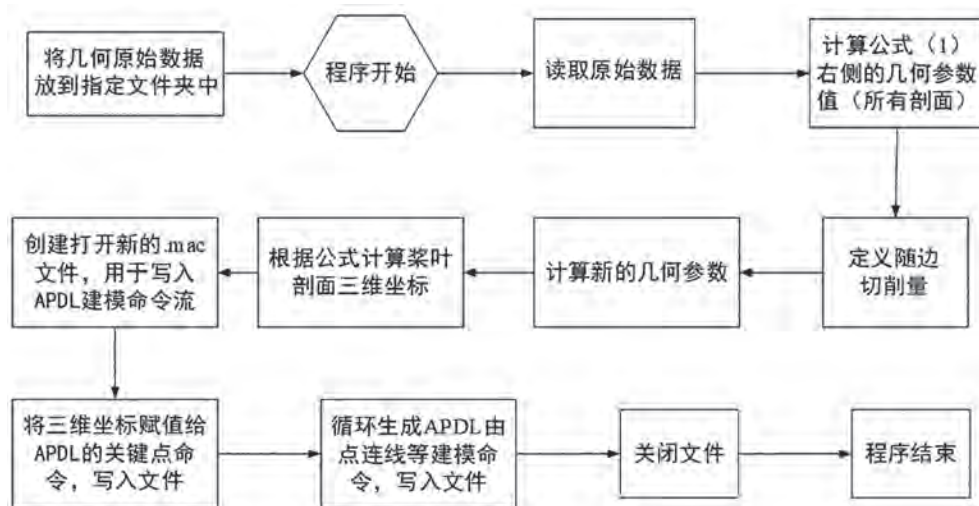 将几何原始数据
放到指定文件夹中
程序开始
读取原始数据
计算公式（1）
右侧的几何参数
值（所有剖面）
定义随边
切削量
计算新的几何参数
根据公式计算桨叶
剖面三维坐标
创建打开新的.mac
文件，用于写入
APDL建模命令流
将三维坐标赋值给
APDL的关键点命
令，写入文件
循环生成APDL由
点连线等建模命
令，写入文件
关闭文件
程序结束